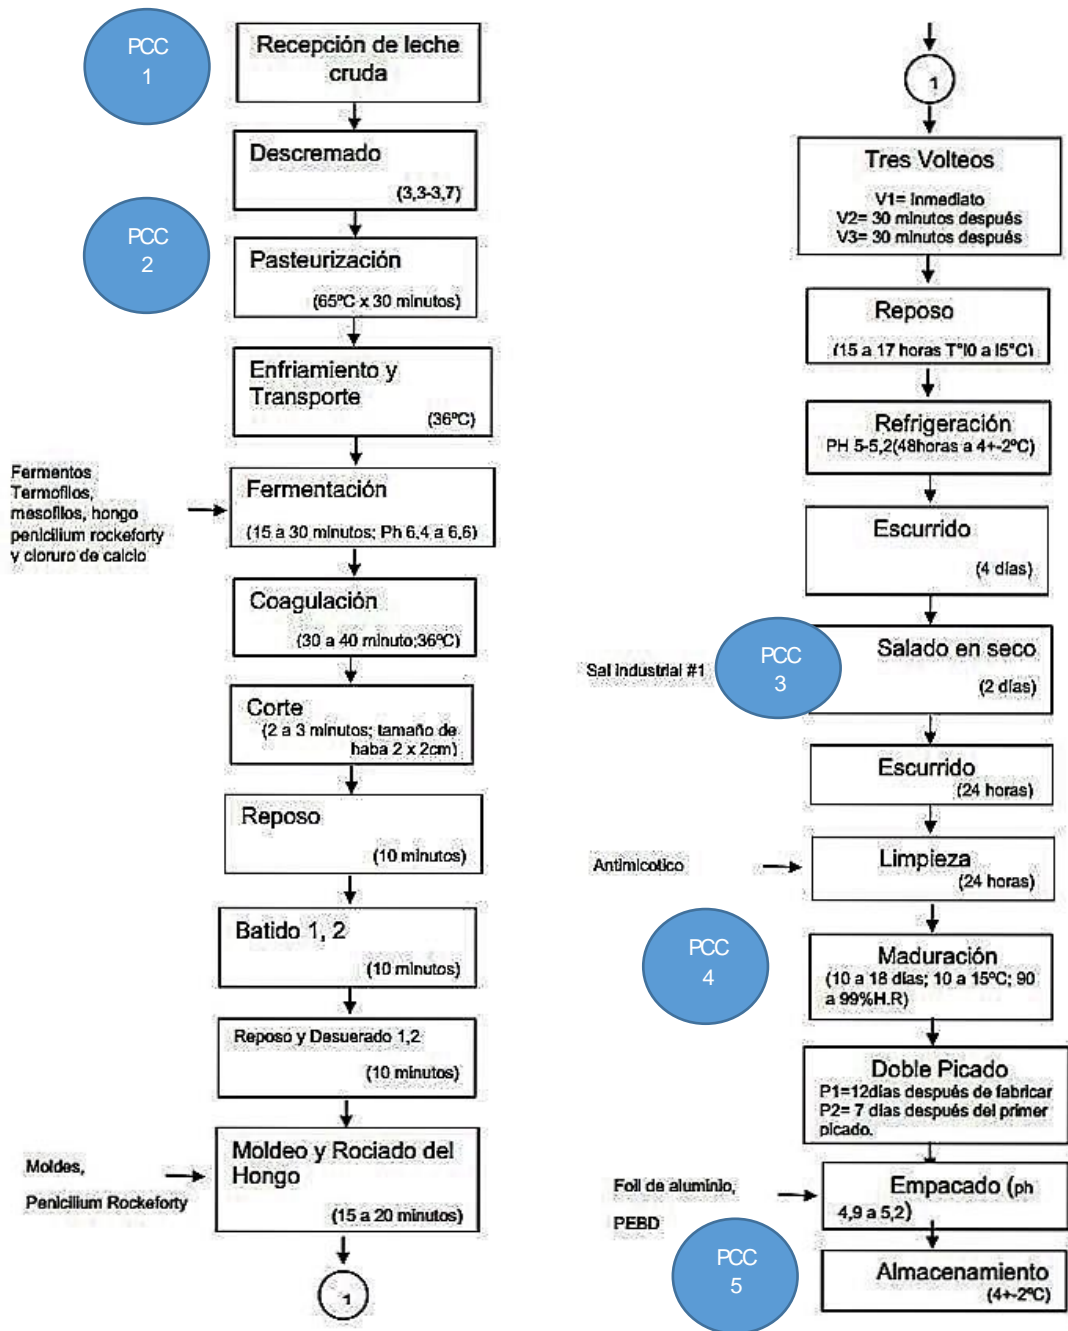 PCC
1
Recepción de leche
cruda
Descremado
(3,3-3,7)
PCC
2
Pasteurización
(65ºC x 30 minutos)
Enfriamiento y
Transporte
(36ºC)
Fermentos
Termofilos,
mesofilos, hongo
penicilium rockeforty
y cloruro de calcio
Fermentación
(15 a 30 minutos; Ph 6,4 a 6,6)
Coagulación
(30 a 40 minuto;36ºC)
Corte
(2 a 3 minutos; tamaño de
haba 2 x 2cm)
Reposo
(10 minutos)
Batido 1, 2
(10 minutos)
Reposo y Desuerado 1,2
(10 minutos)
Moldes,
Penicilium Rockeforty
Moldeo y Rociado del
Hongo
(15 a 20 minutos)
1
1
Tres Volteos
V1= Inmediato
V2= 30 minutos después
V3= 30 minutos después
Reposo
(15 a 17 horas T°l0 a l5°C)
Refrigeración
PH 5-5,2(48horas a 4+-2ºC)
Escurrido
(4 días)
Sal industrial #1
PCC
3
Salado en seco
(2 días)
Escurrido
(24 horas)
Antimicotico
Limpieza
(24 horas)
PCC
4
Maduración
(10 a 18 días; 10 a 15ºC; 90
a 99%H.R)
Doble Picado
P1=12días después de fabricar
P2= 7 días después del primer
picado.
Foil de aluminio,
PEBD
Empacado (ph
4,9 a 5,2)
PCC
5
Almacenamiento
(4+-2ºC)